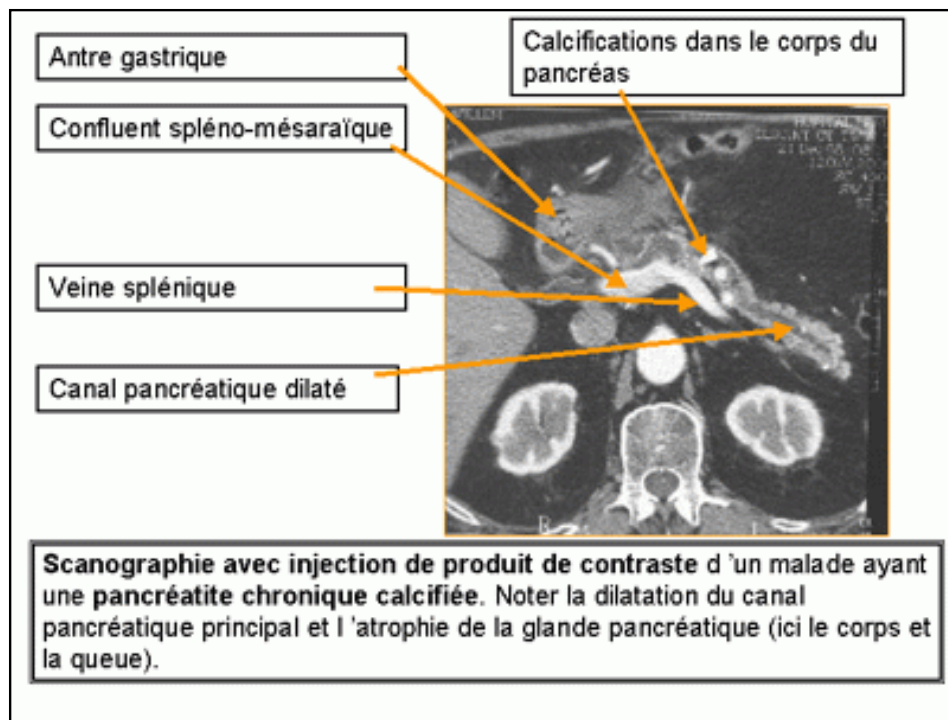 Antre gastrique
Calcifications dans le corps du
pancréas
Confluent spléno-mésaraïque
Veine splénique
Canal pancréatique dilaté
R
Scanographie avec injection de produit de contraste d 'un malade ayant
une pancréatite chronique calcifiée. Noter la dilatation du canal
pancréatique principal et l 'atrophie de la glande pancréatique (ici le corps et
la queue).